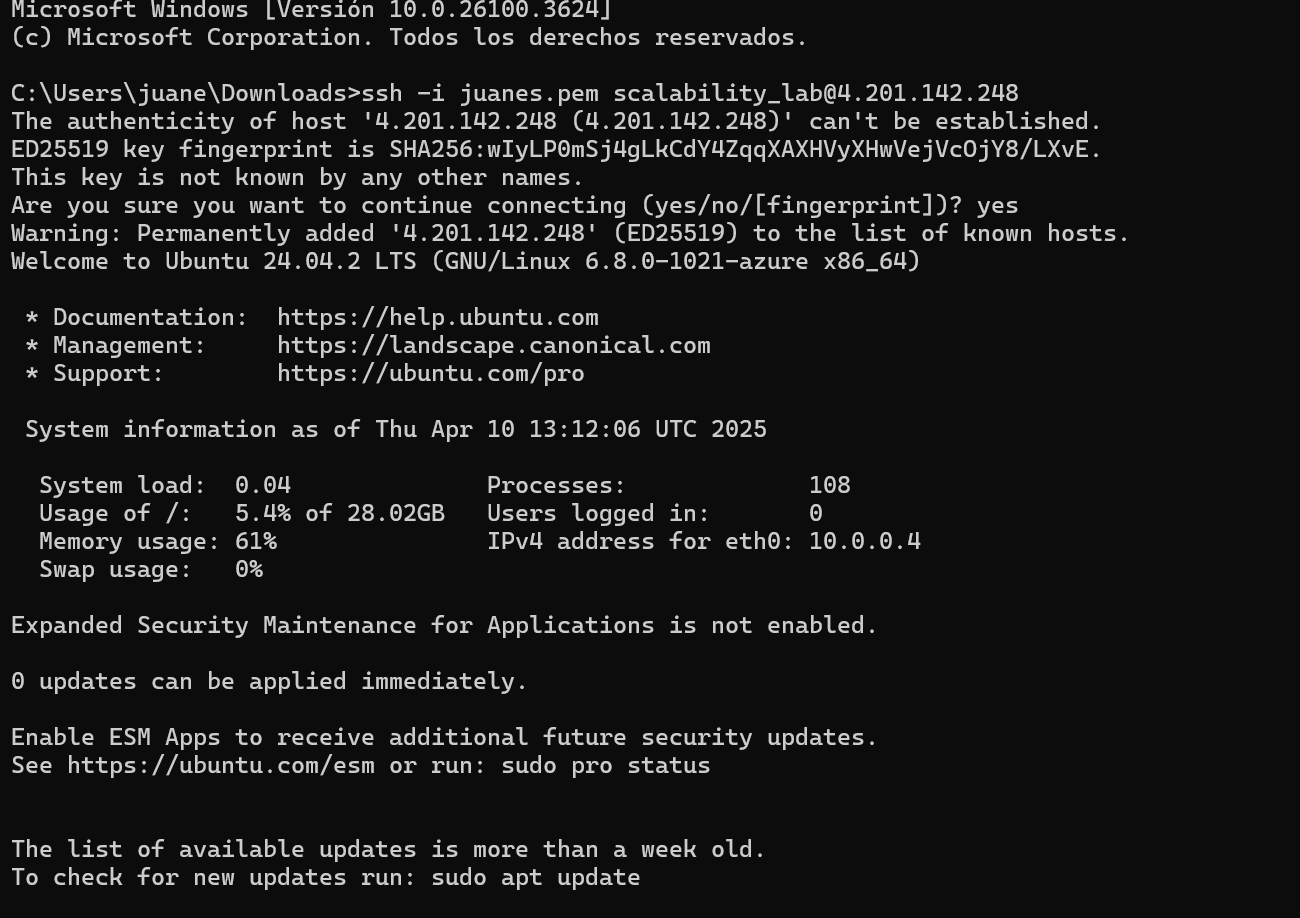 Microsoft Windows [Versión 10.0.26100.3624]
(c) Microsoft Corporation. Todos los derechos reservados.
C:\Users\juane\Downloads>ssh -i juanes.pem scalability_lab@4.201.142.248
The authenticity of host '4.201.142.248 (4.201.142.248)' can't be established.
ED25519 key fingerprint is SHA256:wIyLP0mSj4gLkCdY4ZqqXAXHVyXHwVejVcOjY8/LXvE.
This key is not known by any other names.
Are you sure you want to continue connecting (yes/no/[fingerprint])? yes
Warning: Permanently added '4.201.142.248' (ED25519) to the list of known hosts.
Welcome to Ubuntu 24.04.2 LTS (GNU/Linux 6.8.0-1021-azure x86_64)
* Documentation:  https://help.ubuntu.com
* Management:     https://landscape.canonical.com
* Support:        https://ubuntu.com/pro
System information as of Thu Apr 10 13:12:06 UTC 2025
System load:  0.04              Processes:             108
Usage of /:   5.4% of 28.02GB   Users logged in:       0
Memory usage: 61%               IPv4 address for eth0: 10.0.0.4
Swap usage:   0%
Expanded Security Maintenance for Applications is not enabled.
0 updates can be applied immediately.
Enable ESM Apps to receive additional future security updates.
See https://ubuntu.com/esm or run: sudo pro status
The list of available updates is more than a week old.
To check for new updates run: sudo apt update